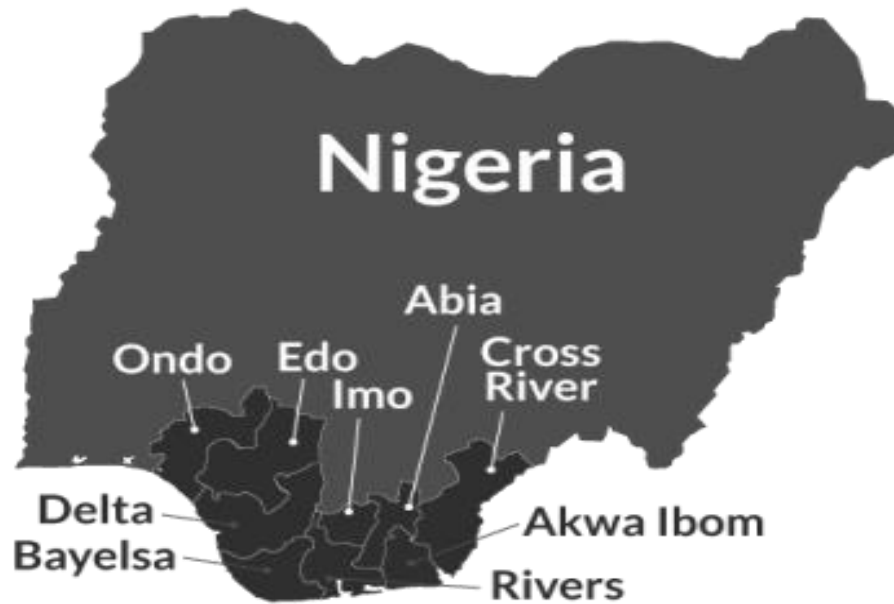 Nigeria
Abia
Ondo
Edo
Cross
River
Imo
Delta
Akwa Ibom
Bayelsa
Rivers